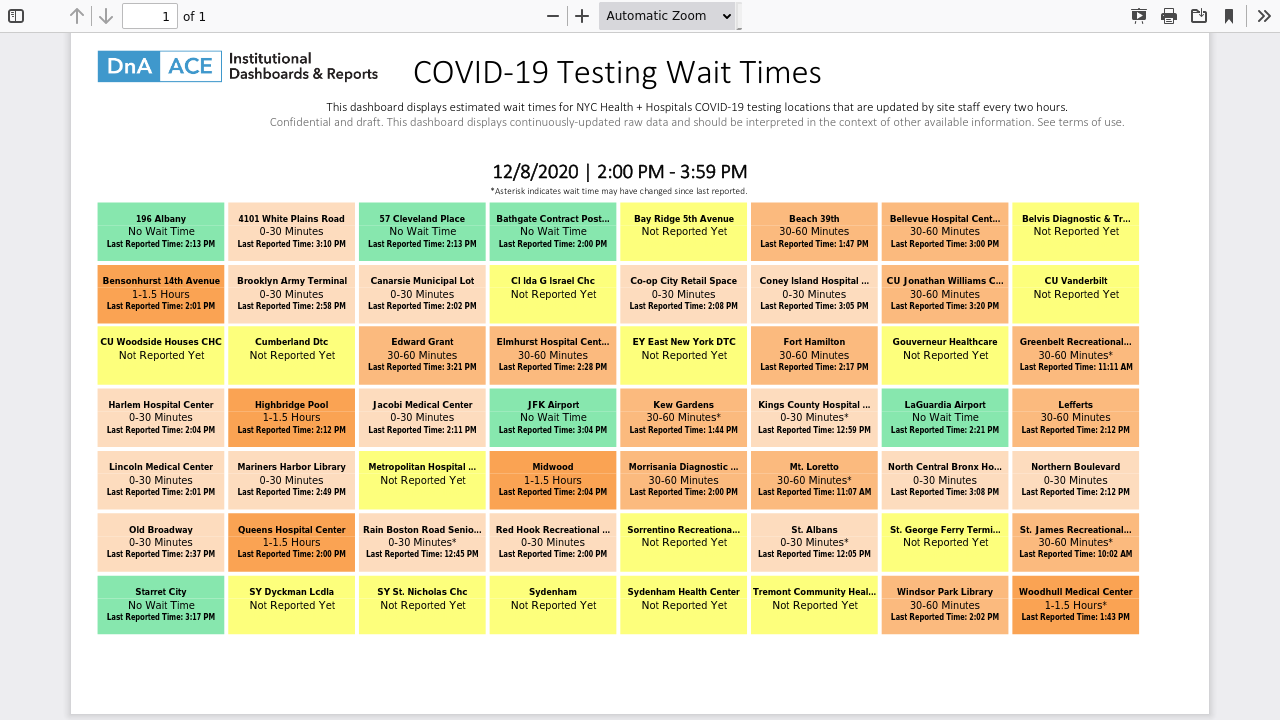 1 of 1 Automatic Zoom
DnA ACE Institutional
Dashboards & Reports
COVID-19 Testing Wait Times
This dashboard displays estimated wait times for NYC Health + Hospitals COVID-19 testing locations that are updated by site staff every two hours.
Confidential and draft. This dashboard displays continuously-updated raw data and should be interpreted in the context of other available information. See terms of use.
12/8/2020 | 2:00 PM - 3:59 PM
*Asterisk indicates wait time may have changed since last reported.
196 Albany
No Wait Time
Last Reported Time: 2:13 PM
4101 White Plains Road
0-30 Minutes
Last Reported Time: 3:10 PM
57 Cleveland Place
No Wait Time
Last Reported Time: 2:13 PM
Bathgate Contract Post...
No Wait Time
Last Reported Time: 2:00 PM
Bay Ridge 5th Avenue
Not Reported Yet
Beach 39th
30-60 Minutes
Last Reported Time: 1:47 PM
Bellevue Hospital Cent...
30-60 Minutes
Last Reported Time: 3:00 PM
Belvis Diagnostic & Tr...
Not Reported Yet
Bensonhurst 14th Avenue
1-1.5 Hours
Last Reported Time: 2:01 PM
Brooklyn Army Terminal
0-30 Minutes
Last Reported Time: 2:58 PM
Canarsie Municipal Lot
0-30 Minutes
Last Reported Time: 2:02 PM
Cl Ida G Israel Chc
Not Reported Yet
Co-op City Retail Space
0-30 Minutes
Last Reported Time: 2:08 PM
Coney Island Hospital ...
0-30 Minutes
Last Reported Time: 3:05 PM
CU Jonathan Williams C...
30-60 Minutes
Last Reported Time: 3:20 PM
CU Vanderbilt
Not Reported Yet
CU Woodside Houses CHC
Not Reported Yet
Cumberland Dtc
Not Reported Yet
Edward Grant
30-60 Minutes
Last Reported Time: 3:21 PM
Elmhurst Hospital Cent...
30-60 Minutes
Last Reported Time: 2:28 PM
EY East New York DTC
Not Reported Yet
Fort Hamilton
30-60 Minutes
Last Reported Time: 2:17 PM
Gouverneur Healthcare
Not Reported Yet
Greenbelt Recreational...
30-60 Minutes*
Last Reported Time: 11:11 AM
Harlem Hospital Center
0-30 Minutes
Last Reported Time: 2:04 PM
Highbridge Pool
1-1.5 Hours
Last Reported Time: 2:12 PM
Jacobi Medical Center
0-30 Minutes
Last Reported Time: 2:11 PM
JFK Airport
No Wait Time
Last Reported Time: 3:04 PM
Kew Gardens
30-60 Minutes*
Last Reported Time: 1:44 PM
Kings County Hospital ...
0-30 Minutes*
Last Reported Time: 12:59 PM
LaGuardia Airport
No Wait Time
Last Reported Time: 2:21 PM
Lefferts
30-60 Minutes
Last Reported Time: 2:12 PM
Lincoln Medical Center
0-30 Minutes
Last Reported Time: 2:01 PM
Mariners Harbor Library
0-30 Minutes
Last Reported Time: 2:49 PM
Metropolitan Hospital ...
Not Reported Yet
Midwood
1-1.5 Hours
Last Reported Time: 2:04 PM
Morrisania Diagnostic ...
30-60 Minutes
Last Reported Time: 2:00 PM
Mt. Loretto
30-60 Minutes*
Last Reported Time: 11:07 AM
North Central Bronx Ho...
0-30 Minutes
Last Reported Time: 3:08 PM
Northern Boulevard
0-30 Minutes
Last Reported Time: 2:12 PM
Old Broadway
0-30 Minutes
Last Reported Time: 2:37 PM
Queens Hospital Center
1-1.5 Hours
Last Reported Time: 2:00 PM
Rain Boston Road Senio...
0-30 Minutes*
Last Reported Time: 12:45 PM
Red Hook Recreational ...
0-30 Minutes
Last Reported Time: 2:00 PM
Sorrentino Recreationa...
Not Reported Yet
St. Albans
0-30 Minutes*
Last Reported Time: 12:05 PM
St. George Ferry Termi...
Not Reported Yet
St. James Recreational...
30-60 Minutes*
Last Reported Time: 10:02 AM
Starret City
No Wait Time
Last Reported Time: 3:17 PM
SY Dyckman Lcdla
Not Reported Yet
SY St. Nicholas Chc
Not Reported Yet
Sydenham
Not Reported Yet
Sydenham Health Center
Not Reported Yet
Tremont Community Heal...
Not Reported Yet
Windsor Park Library
30-60 Minutes
Last Reported Time: 2:02 PM
Woodhull Medical Center
1-1.5 Hours*
Last Reported Time: 1:43 PM